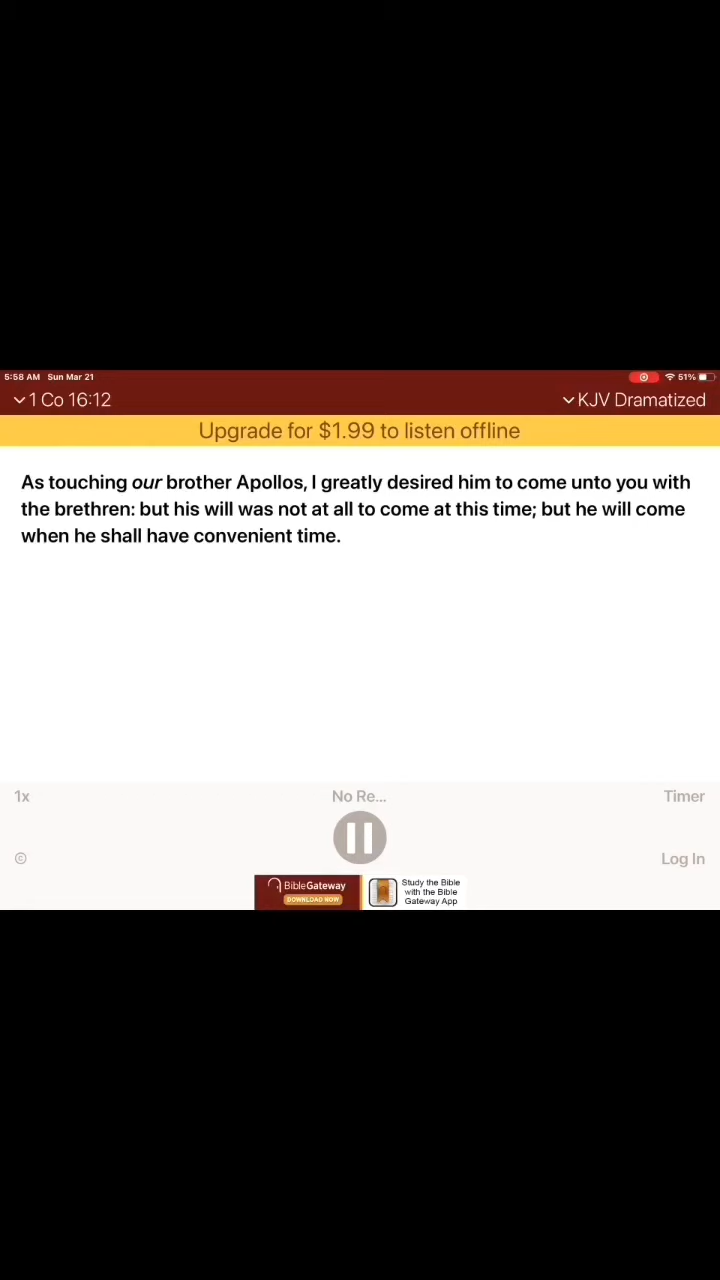 5:58 AM Sun Mar 21
51%
1 Co 16:12
KJV Dramatized
Upgrade for $1.99 to listen offline
As touching our brother Apollos, I greatly desired him to come unto you with
the brethren: but his will was not at all to come at this time; but he will come
when he shall have convenient time.
1x
No Re...
Timer
©
Log In
BibleGateway
DOWNLOAD NOW
Study the Bible
with the Bible
Gateway App